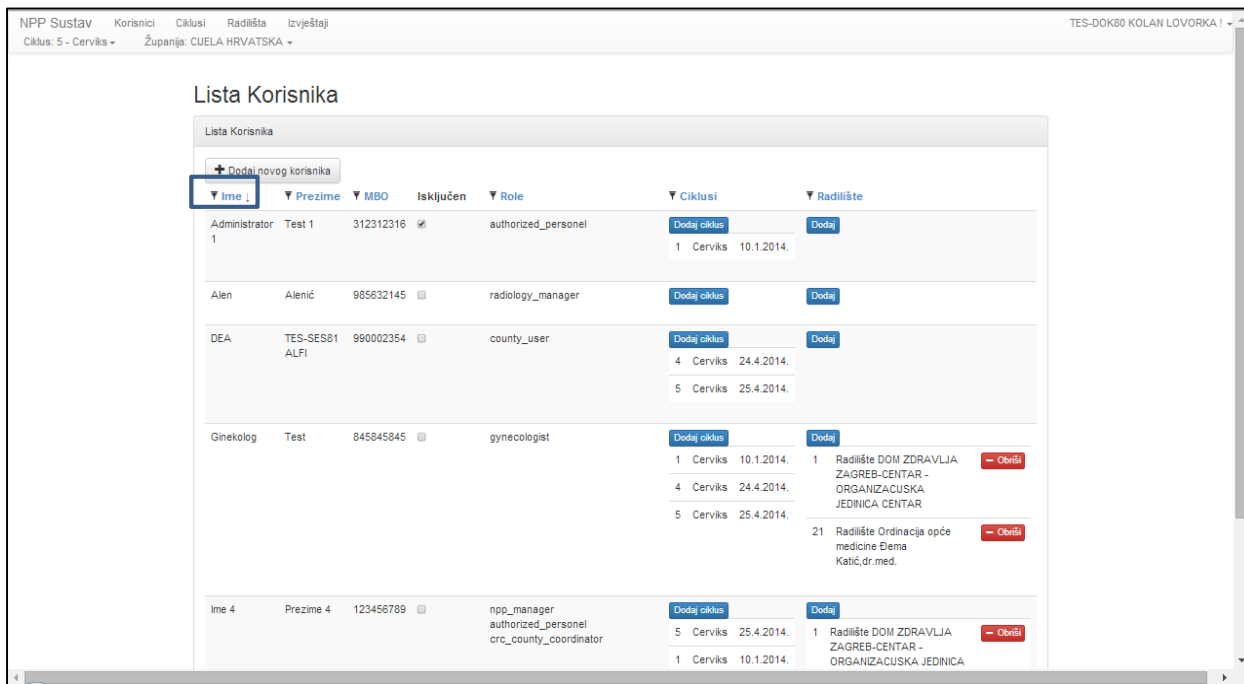 NPP Sustav Korisnici Ciklusi Radilišta Izvještaji TES-DOK80 KOLAN LOVORKA !
Ciklus: 5 - Cerviks Županija: CIJELA HRVATSKA
Lista Korisnika
Lista Korisnika
+ Dodaj novog korisnika
Ime ↓ Prezime MBO Isključen Role Ciklusi Radilište
Administrator Test 1 312312316 authorized_personel Dodaj ciklus Dodaj
1
1 Cerviks 10.1.2014.
Alen Alenić 985632145 radiology_manager Dodaj ciklus Dodaj
DEA TES-SES81 990002354 county_user Dodaj ciklus Dodaj
ALFI
4 Cerviks 24.4.2014.
5 Cerviks 25.4.2014.
Ginekolog Test 845845845 gynecologist Dodaj ciklus Dodaj
1 Cerviks 10.1.2014. 1 Radilište DOM ZDRAVLJA – Obriši
ZAGREB-CENTAR -
4 Cerviks 24.4.2014. ORGANIZACIJSKA
JEDINICA CENTAR
5 Cerviks 25.4.2014.
21 Radilište Ordinacija opće – Obriši
medicine Đema
Katić,dr.med.
Ime 4 Prezime 4 123456789 npp_manager Dodaj ciklus Dodaj
authorized_personel
crc_county_coordinator
5 Cerviks 25.4.2014. 1 Radilište DOM ZDRAVLJA – Obriši
ZAGREB-CENTAR -
1 Cerviks 10.1.2014. ORGANIZACIJSKA JEDINICA